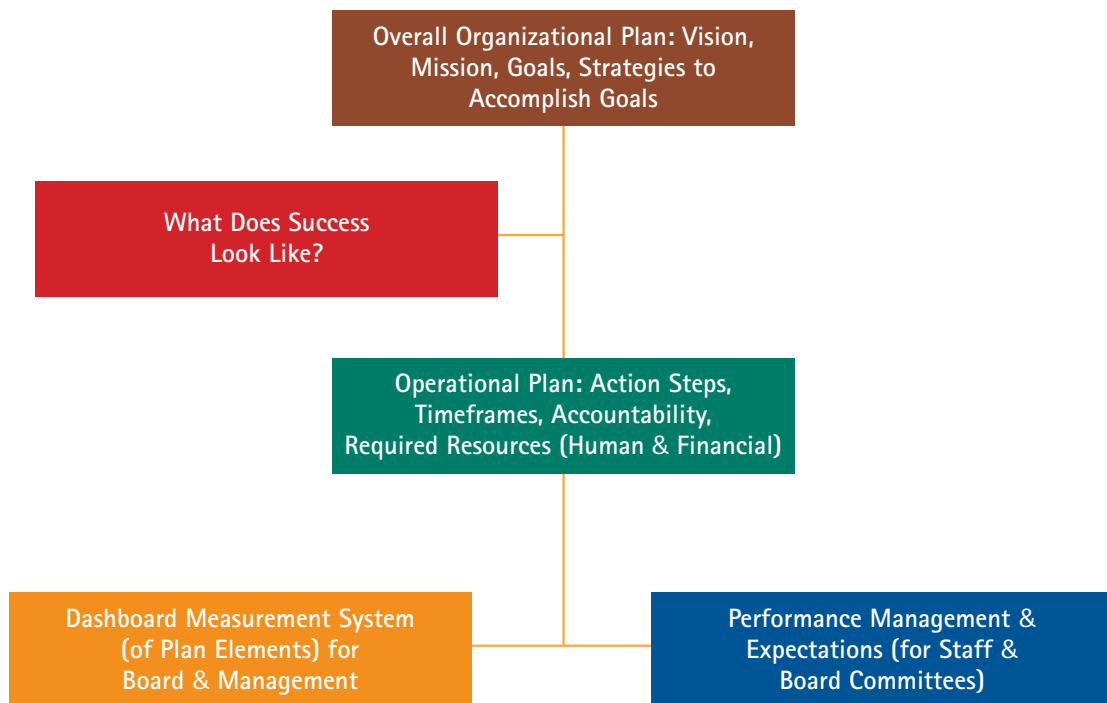 Overall Organizational Plan: Vision,
Mission, Goals, Strategies to
Accomplish Goals
What Does Success
Look Like?
Operational Plan: Action Steps,
Timeframes, Accountability,
Required Resources (Human & Financial)
Dashboard Measurement System
(of Plan Elements) for
Board & Management
Performance Management &
Expectations (for Staff &
Board Committees)